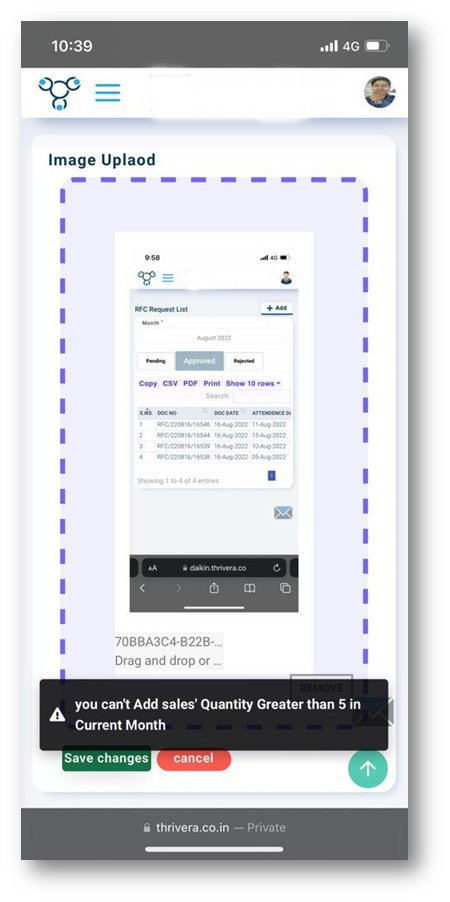 10:39
4G
Image Uplaod
9:58
4G
RFC Request List
+ Add
Month *
August 2022
Pending Approved Rejected
Copy CSV PDF Print Show 10 rows
Search:
S.NO. DOC NO DOC DATE ATTENDENCE DA
1 RFC/220816/16546 16-Aug-2022 11-Aug-2022
2 RFC/220816/16544 16-Aug-2022 15-Aug-2022
3 RFC/220816/16539 16-Aug-2022 10-Aug-2022
4 RFC/220816/16538 16-Aug-2022 05-Aug-2022
Showing 1 to 4 of 4 entries
1
AA daikin.thrivera.co
70BBA3C4-B22B-...
Drag and drop or ...
REMOVE
you can't Add sales' Quantity Greater than 5 in
Current Month
Save changes cancel
thrivera.co.in — Private